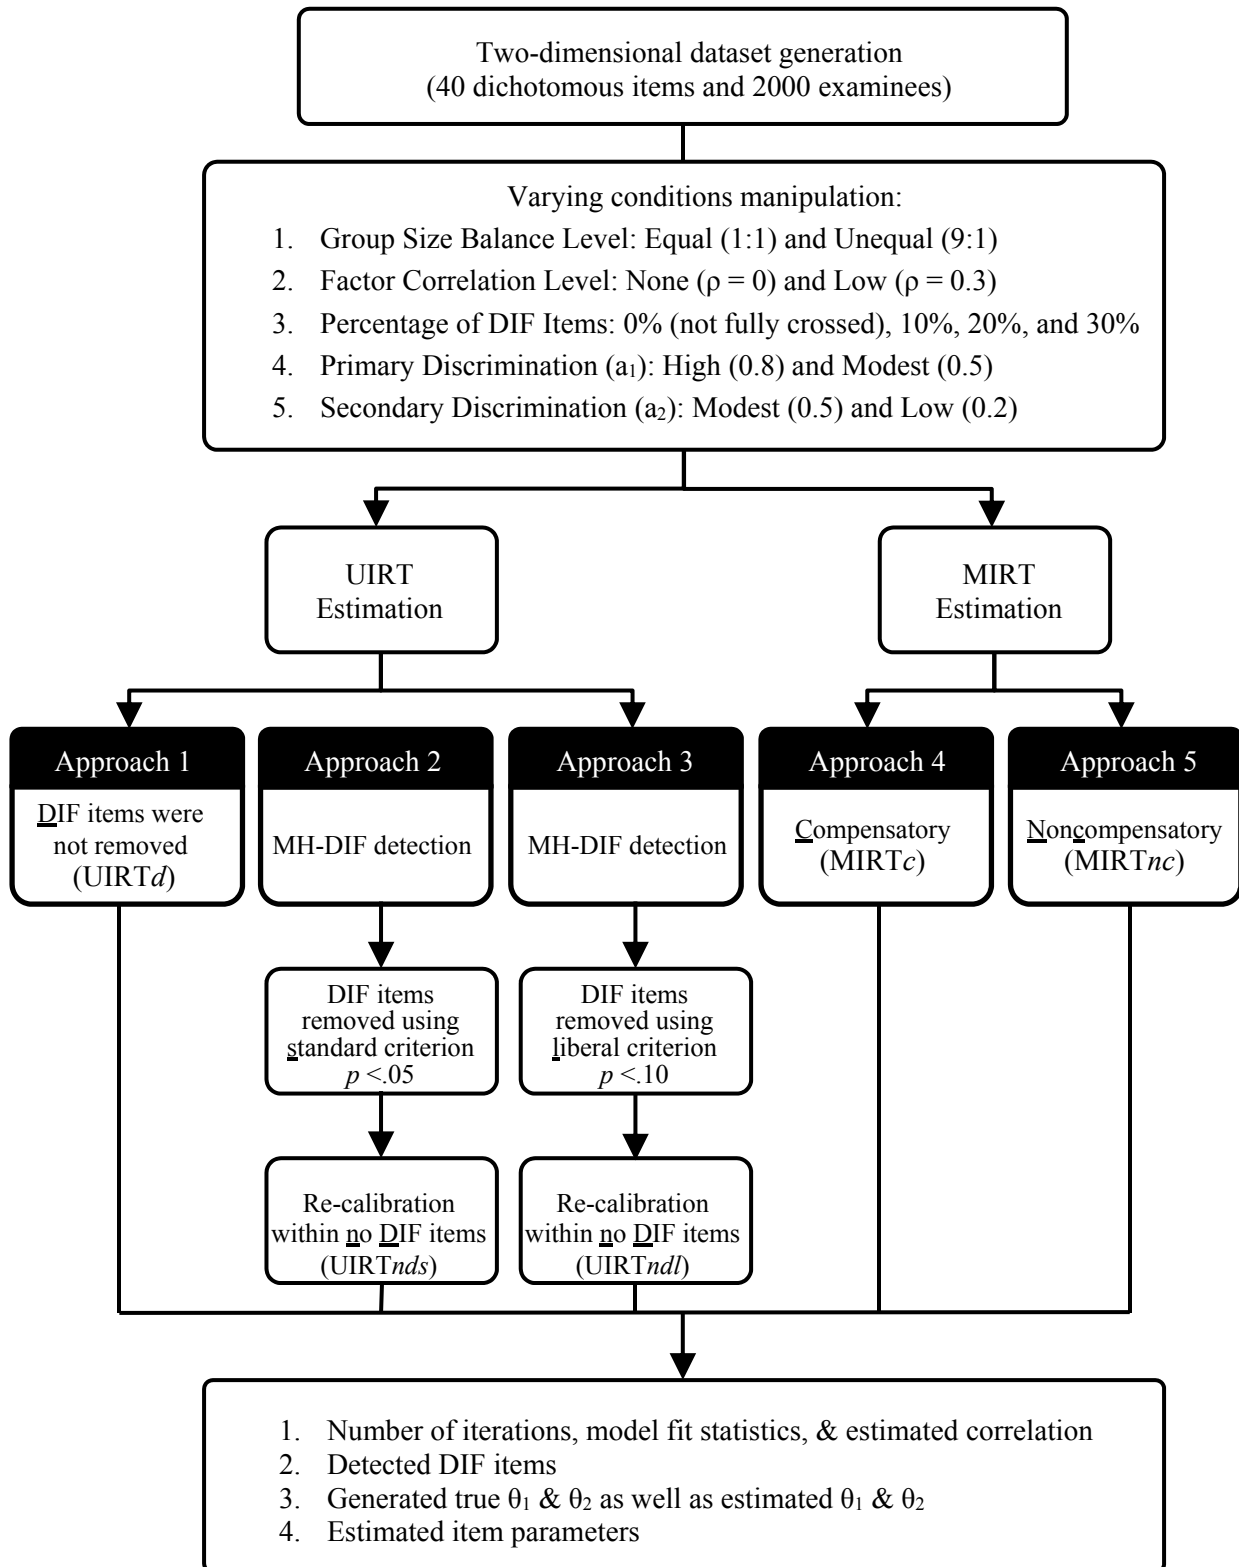 Two-dimensional dataset generation
(40 dichotomous items and 2000 examinees)
Varying conditions manipulation:
1. Group Size Balance Level: Equal (1:1) and Unequal (9:1)
2. Factor Correlation Level: None (ρ = 0) and Low (ρ = 0.3)
3. Percentage of DIF Items: 0% (not fully crossed), 10%, 20%, and 30%
4. Primary Discrimination (a₁): High (0.8) and Modest (0.5)
5. Secondary Discrimination (a₂): Modest (0.5) and Low (0.2)
UIRT
Estimation
MIRT
Estimation
Approach 1
DIF items were
not removed
(UIRTd)
Approach 2
MH-DIF detection
DIF items
removed using
standard criterion
p <.05
Re-calibration
within no DIF items
(UIRTnds)
Approach 3
MH-DIF detection
DIF items
removed using
liberal criterion
p <.10
Re-calibration
within no DIF items
(UIRTndl)
Approach 4
Compensatory
(MIRTc)
Approach 5
Noncompensatory
(MIRTnc)
1. Number of iterations, model fit statistics, & estimated correlation
2. Detected DIF items
3. Generated true θ₁ & θ₂ as well as estimated θ₁ & θ₂
4. Estimated item parameters